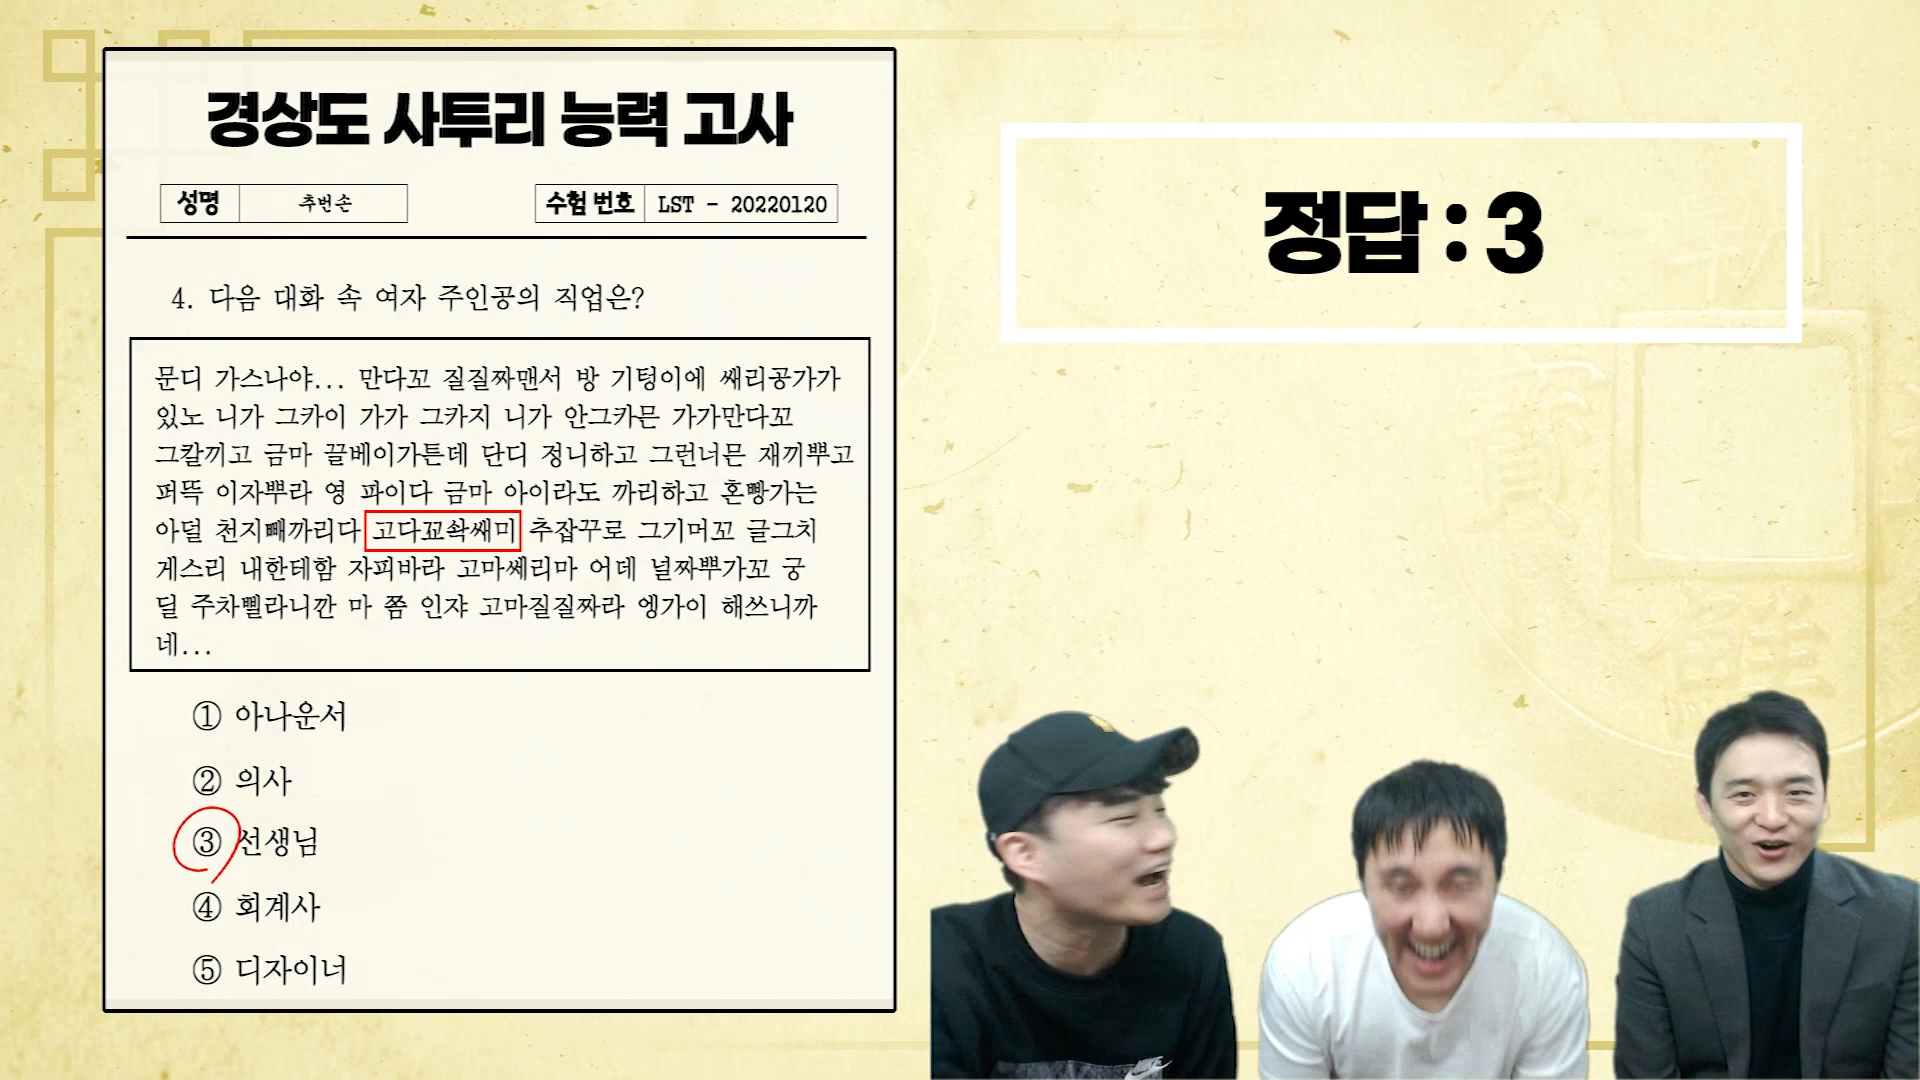 경상도 사투리 능력 고사
성명 추번손 수험 번호 LST - 20220120
4. 다음 대화 속 여자 주인공의 직업은?
문디 가스나야... 만다꼬 질질짜맨서 방 기텅이에 쌔리공가가
있노 니가 그카이 가가 그카지 니가 안그카믄 가가만다꼬
그칼끼고 금마 끌베이가튼데 단디 정니하고 그런너믄 재끼뿌고
퍼뜩 이자뿌라 영 파이다 금마 아이라도 까리하고 혼빵가는
아덜 천지빼까리다 고다꾜쏵쌔미 추잡꾸로 그기머꼬 글그치
게스리 내한테함 자피바라 고마쎄리마 어데 널짜뿌가꼬 궁
딜 주차삘라니깐 마 쫌 인쟈 고마질질짜라 엥가이 해쓰니까
네...
① 아나운서
② 의사
③ 선생님
④ 회계사
⑤ 디자이너
정답 : 3